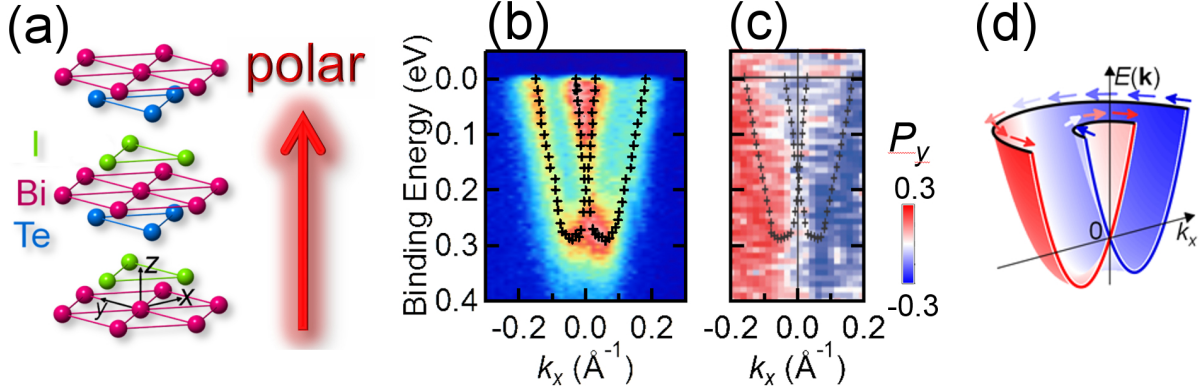 (a)
polar
I
Bi
Te
z
y
x
(b)
Binding Energy (eV)
0.0
0.1
0.2
0.3
0.4
-0.2
0.0
0.2
kx (Å-1)
(c)
-0.2
0.0
0.2
kx (Å-1)
Py
0.3
-0.3
(d)
E(k)
0
kx